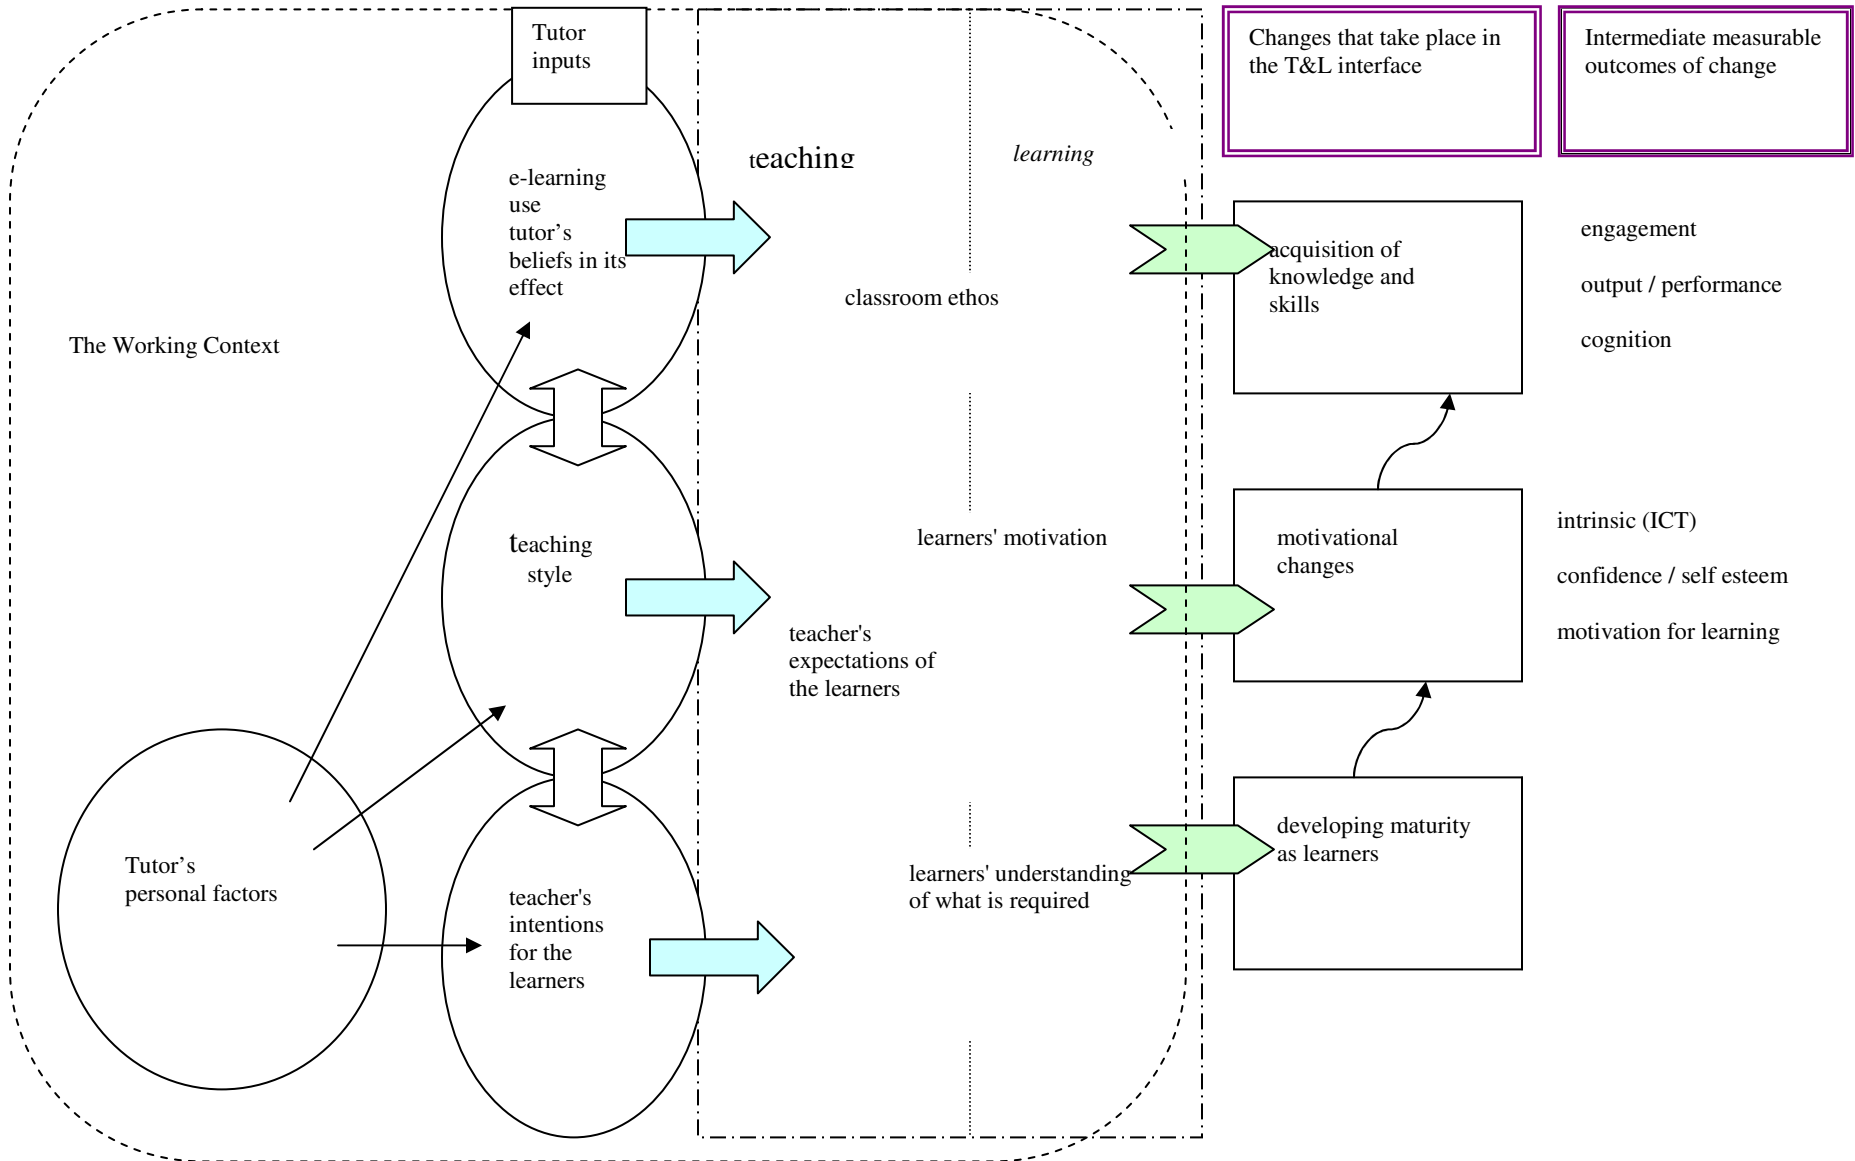 Tutor
inputs
Changes that take place in
the T&L interface
Intermediate measurable
outcomes of change
teaching
learning
e-learning
use
tutor’s
beliefs in its
effect
classroom ethos
acquisition of
knowledge and
skills
engagement
output / performance
cognition
The Working Context
teaching
style
learners' motivation
motivational
changes
intrinsic (ICT)
confidence / self esteem
motivation for learning
teacher's
expectations of
the learners
Tutor’s
personal factors
teacher's
intentions
for the
learners
learners' understanding
of what is required
developing maturity
as learners